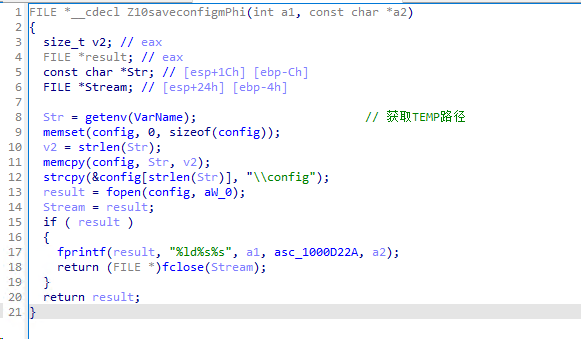 1 FILE *__cdecl Z10saveconfigmPhi(int a1, const char *a2)
2 {
3 size_t v2; // eax
4 FILE *result; // eax
5 const char *Str; // [esp+1Ch] [ebp-Ch]
6 FILE *Stream; // [esp+24h] [ebp-4h]
7
8 Str = getenv(VarName); // 获取TEMP路径
9 memset(config, 0, sizeof(config));
10 v2 = strlen(Str);
11 memcpy(config, Str, v2);
12 strcpy(&config[strlen(Str)], "\\config");
13 result = fopen(config, aW_0);
14 Stream = result;
15 if ( result )
16 {
17 fprintf(result, "%ld%s%s", a1, asc_1000D22A, a2);
18 return (FILE *)fclose(Stream);
19 }
20 return result;
21 }